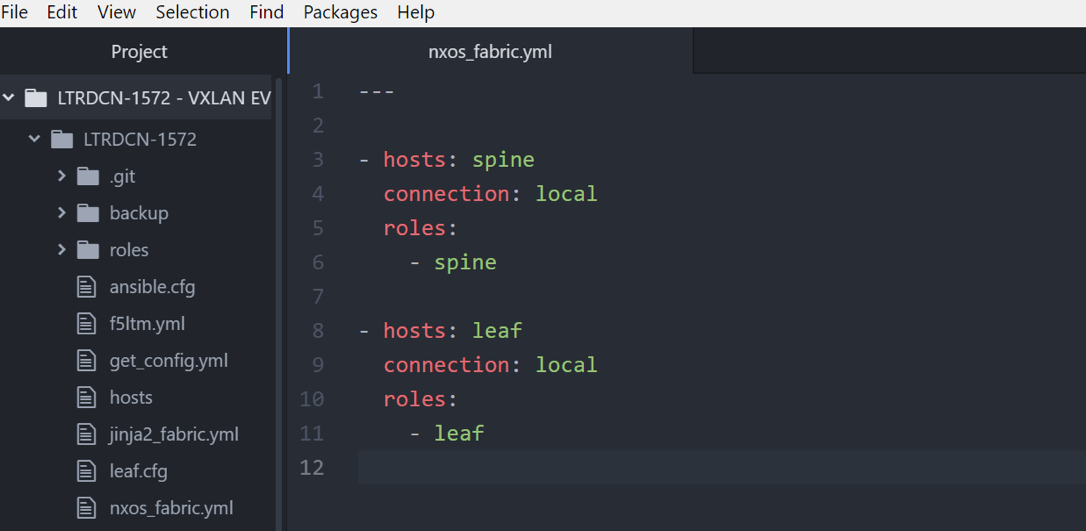 File Edit View Selection Find Packages Help
Project
nxos_fabric.yml
LTRDCN-1572 - VXLAN EV
LTRDCN-1572
.git
backup
roles
ansible.cfg
f5ltm.yml
get_config.yml
hosts
jinja2_fabric.yml
leaf.cfg
nxos_fabric.yml
1 ---
2
3 - hosts: spine
4   connection: local
5   roles:
6     - spine
7
8 - hosts: leaf
9   connection: local
10   roles:
11     - leaf
12